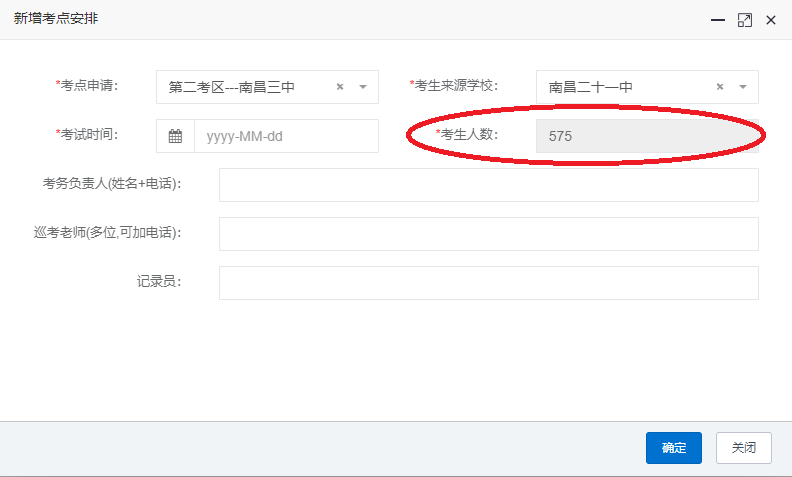 新增考点安排
*考点申请: 第二考区---南昌三中 *考生来源学校: 南昌二十一中
*考试时间: yyyy-MM-dd *考生人数: 575
考务负责人(姓名+电话):
巡考老师(多位,可加电话):
记录员:
确定 关闭